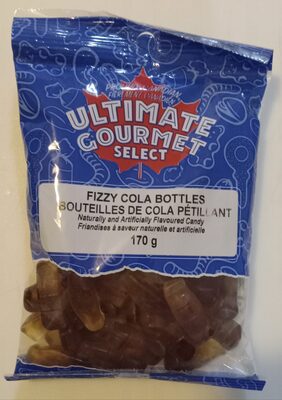 ULTIMATE
GOURMET
SELECT
FIZZY COLA BOTTLES
BOUTEILLES DE COLA PÉTILLANT
Naturally and Artificially Flavoured Candy
Friandises à saveur naturelle et artificielle
170 g